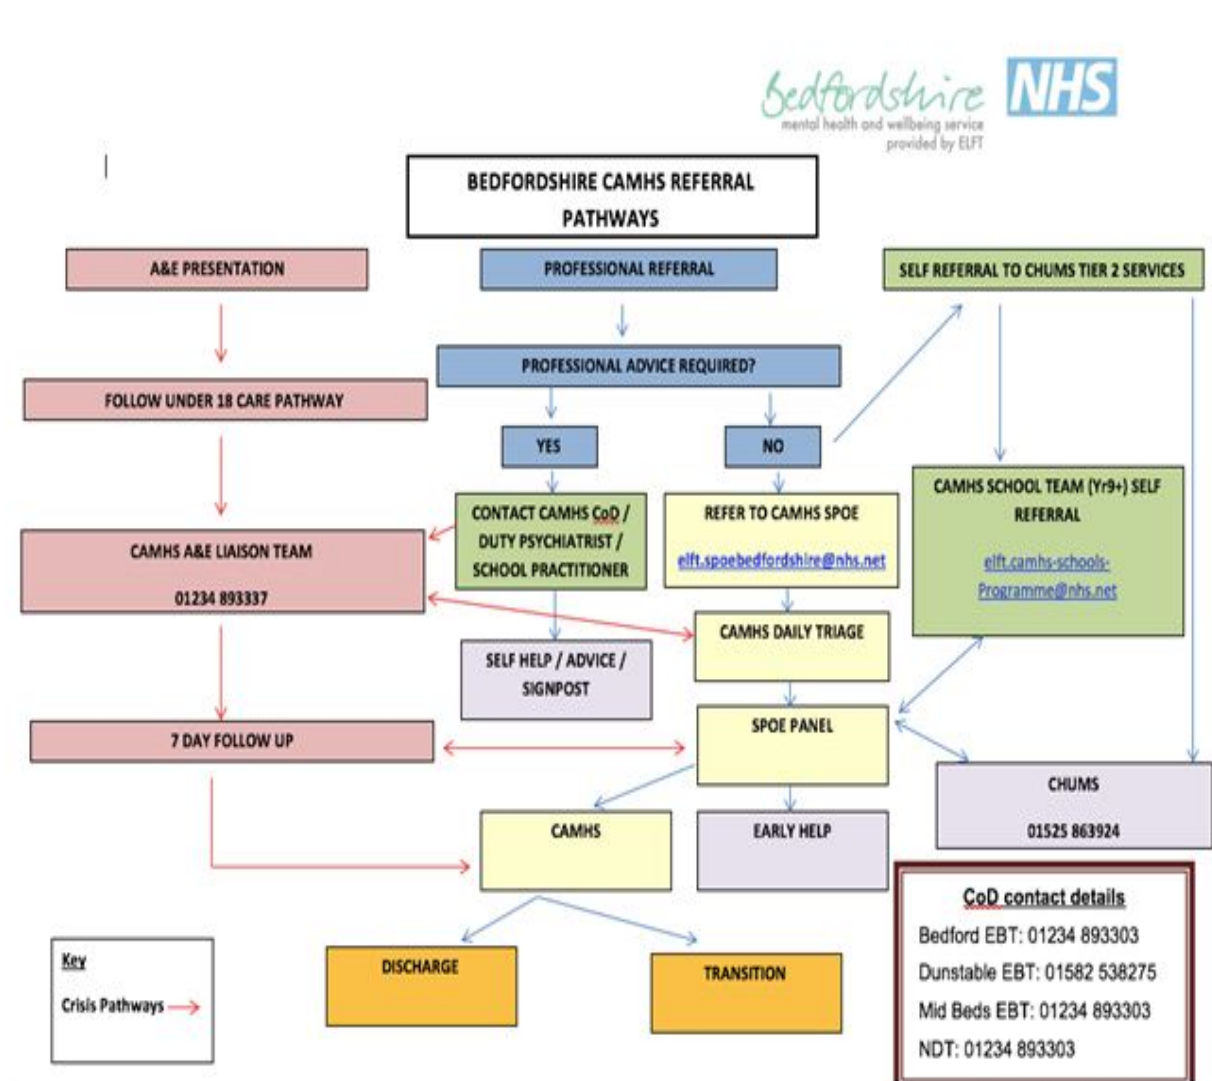 Bedfordshire
mental health and wellbeing service
provided by ELFT
NHS
BEDFORDSHIRE CAMHS REFERRAL
PATHWAYS
A&E PRESENTATION
PROFESSIONAL REFERRAL
SELF REFERRAL TO CHUMS TIER 2 SERVICES
PROFESSIONAL ADVICE REQUIRED?
FOLLOW UNDER 18 CARE PATHWAY
YES
NO
CONTACT CAMHS CoD /
DUTY PSYCHIATRIST /
SCHOOL PRACTITIONER
REFER TO CAMHS SPOE
elft.spoebedfordshire@nhs.net
CAMHS SCHOOL TEAM (Yr9+) SELF
REFERRAL
elft.camhs-schools-
Programme@nhs.net
CAMHS A&E LIAISON TEAM
01234 893337
CAMHS DAILY TRIAGE
SELF HELP / ADVICE /
SIGNPOST
7 DAY FOLLOW UP
SPOE PANEL
CHUMS
01525 863924
CAMHS
EARLY HELP
DISCHARGE
TRANSITION
Key
Crisis Pathways
CoD contact details
Bedford EBT: 01234 893303
Dunstable EBT: 01582 538275
Mid Beds EBT: 01234 893303
NDT: 01234 893303